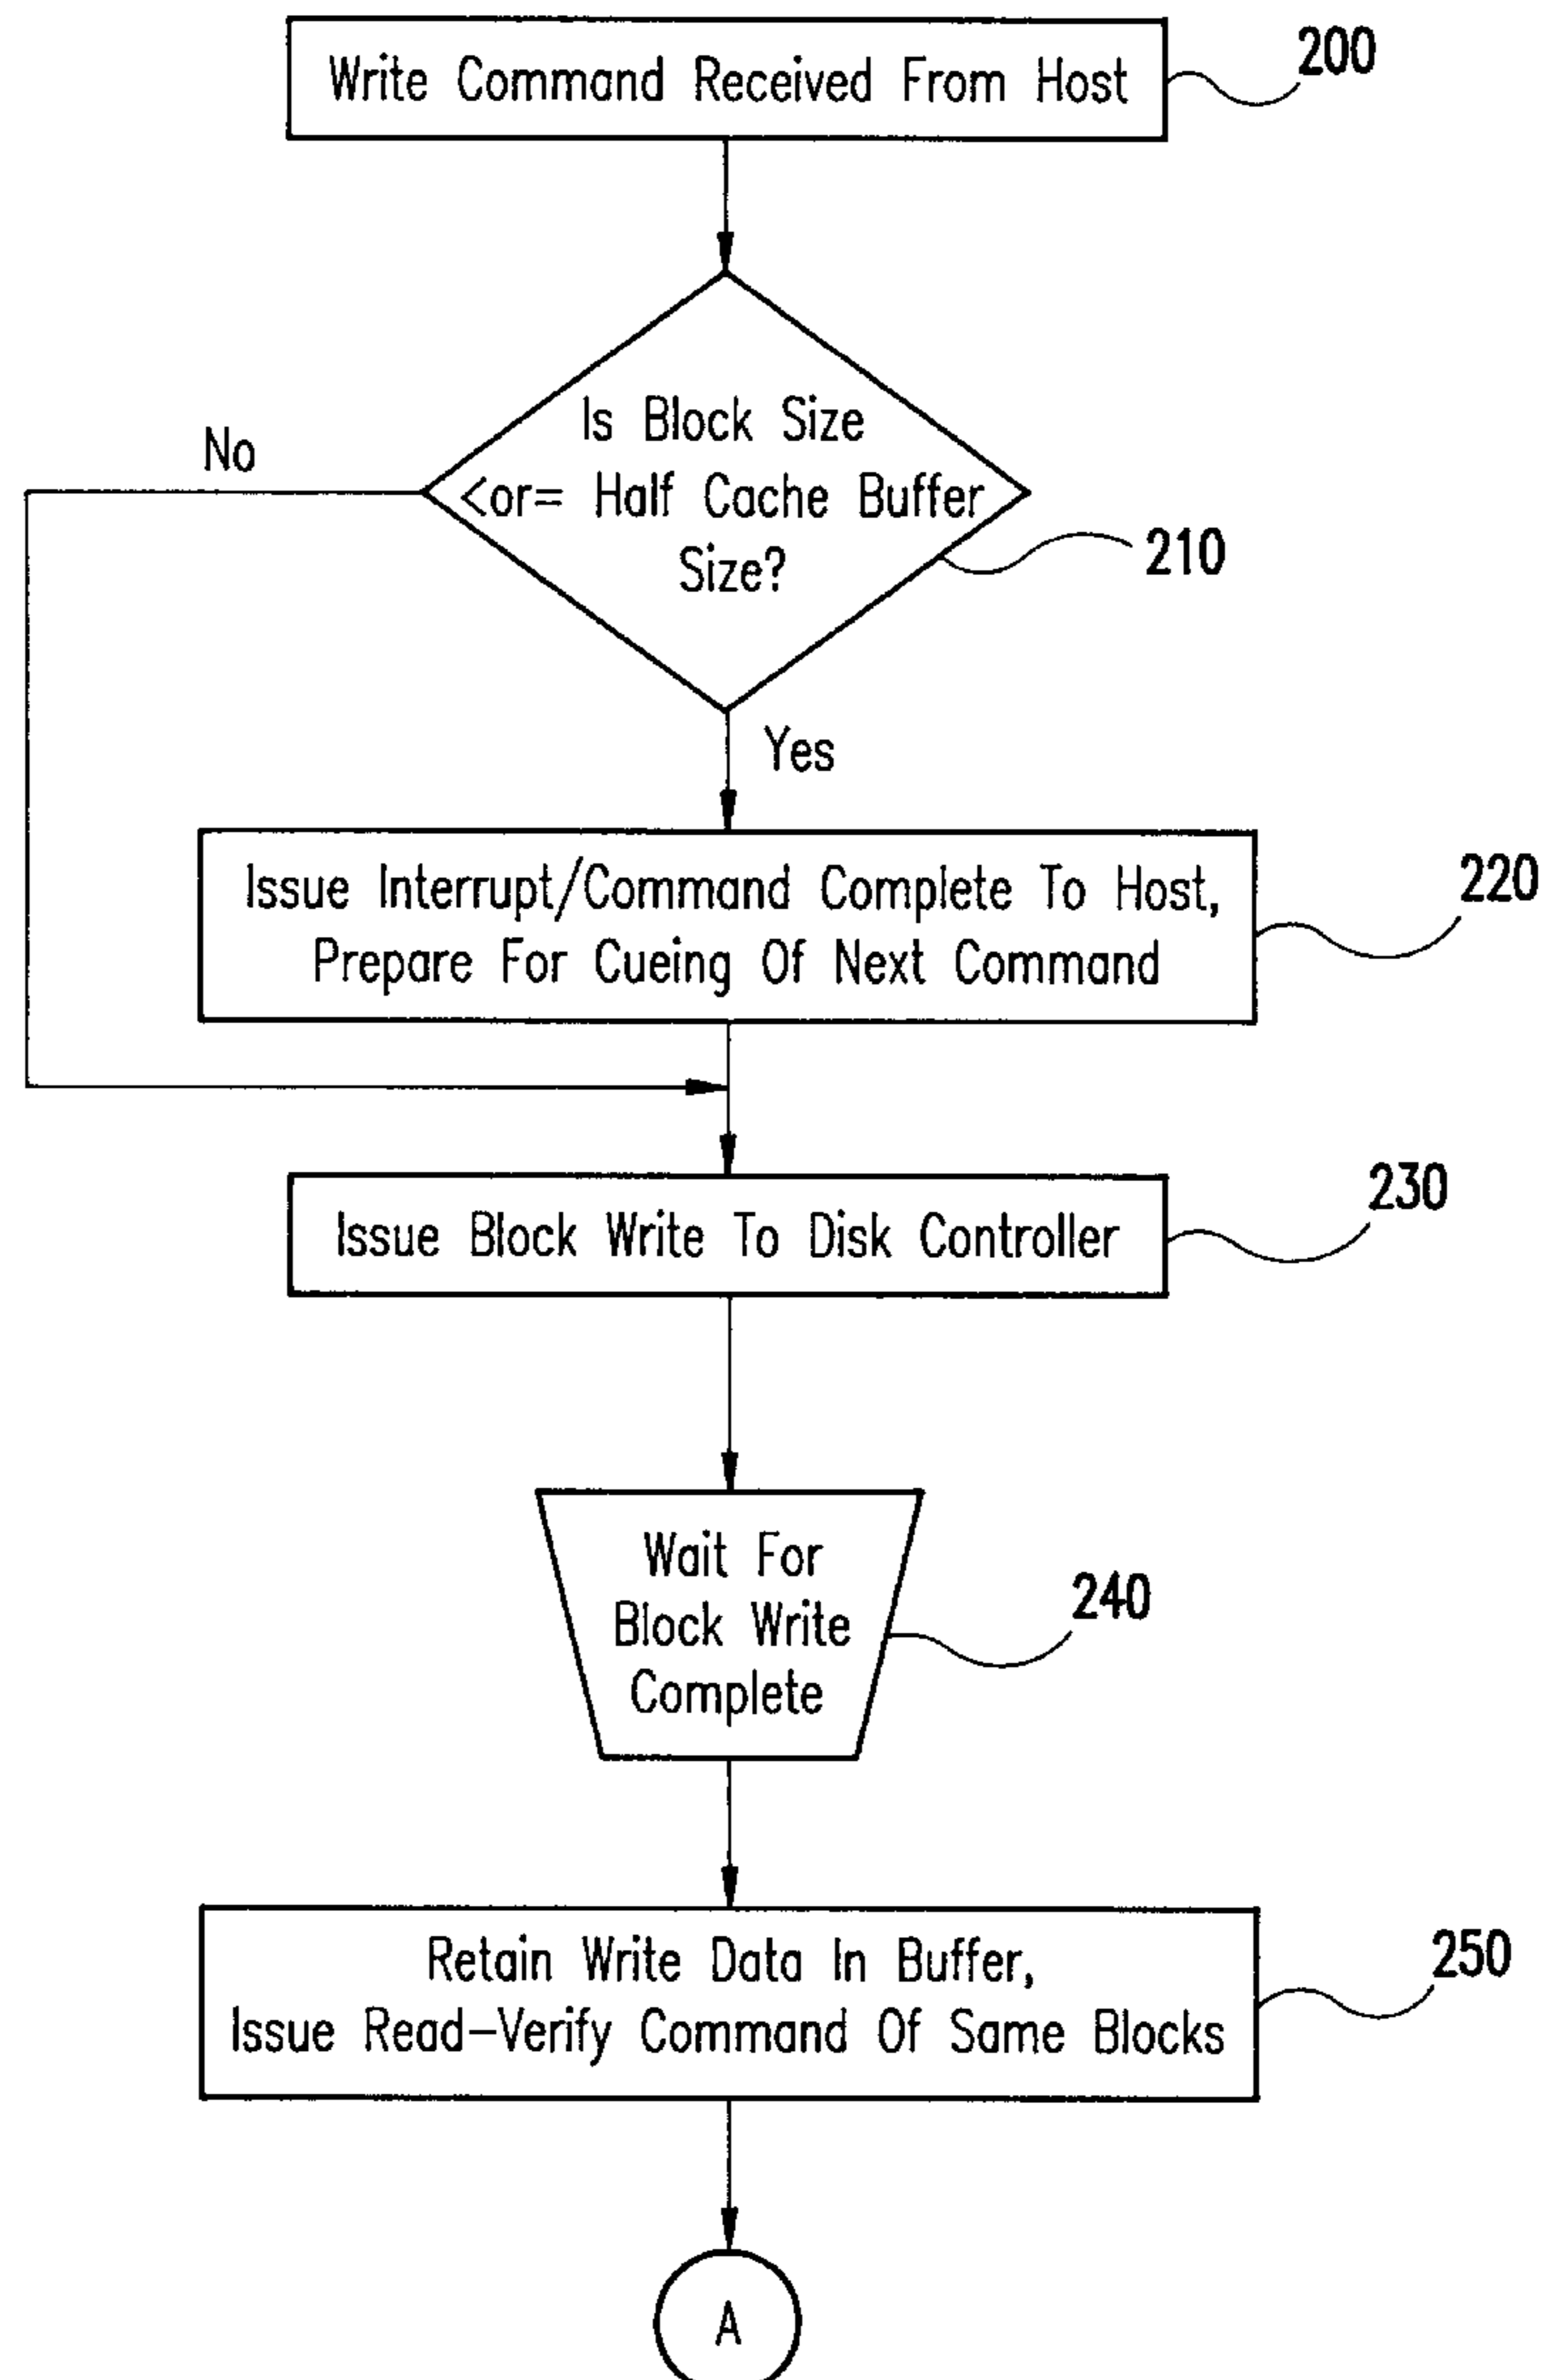 Write Command Received From Host
200
Is Block Size
<or= Half Cache Buffer
Size?
No
210
Yes
Issue Interrupt/Command Complete To Host,
Prepare For Cueing Of Next Command
220
Issue Block Write To Disk Controller
230
Wait For
Block Write
Complete
240
Retain Write Data In Buffer,
Issue Read-Verify Command Of Same Blocks
250
A